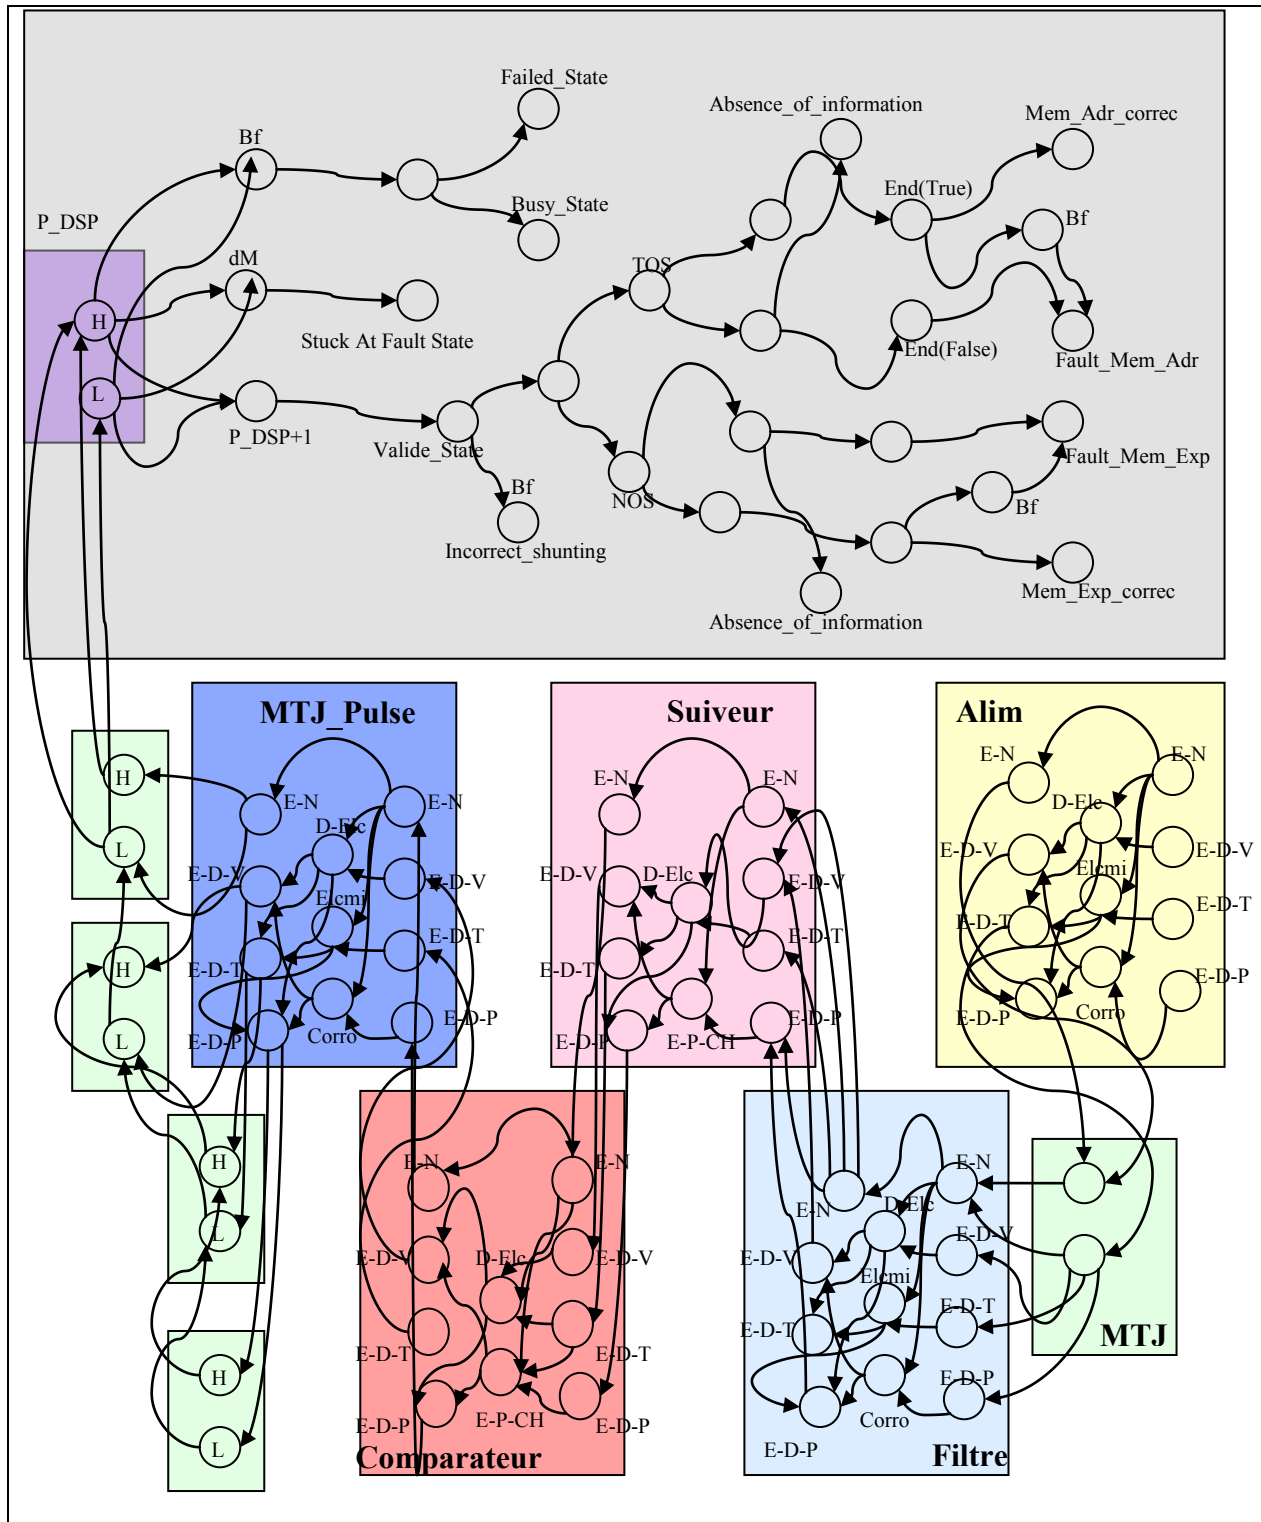 Failed_State
Absence_of_information
Mem_Adr_correc
Bf
End(True)
P_DSP
Busy_State
Bf
dM
TOS
H
Stuck At Fault State
End(False)
Fault_Mem_Adr
L
P_DSP+1
Valide_State
Fault_Mem_Exp
Bf
NOS
Bf
Incorrect_shunting
Mem_Exp_correc
Absence_of_information
MTJ_Pulse
Suiveur
Alim
H
E-N
E-N
E-N
E-N
E-N
E-N
D-Elc
D-Elc
L
E-D-V
E-D-V
E-D-V
D-Elc
E-D-V
E-D-V
E-D-V
Elcmi
Elcmi
H
E-D-T
E-D-T
E-D-T
E-D-T
E-D-T
E-D-T
L
E-D-P
Corro
E-D-P
E-D-P
E-P-CH
E-D-P
E-D-P
Corro
E-D-P
H
E-N
E-N
E-N
E-N
L
E-D-V
D-Elc
E-D-V
E-D-V
D-Elc
E-D-V
Elcmi
E-D-T
E-D-T
E-D-T
E-D-T
MTJ
H
E-D-P
E-P-CH
E-D-P
E-D-P
Corro
E-D-P
L
Comparateur
Filtre